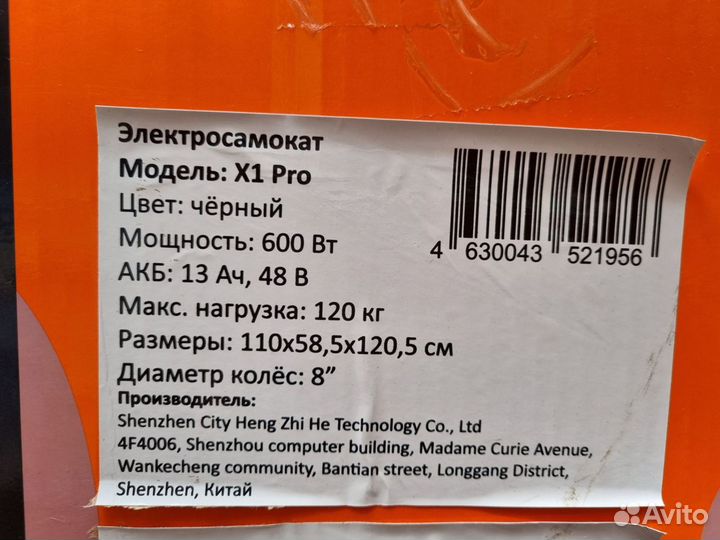 Электросамокат
Модель: X1 Pro
Цвет: чёрный
Мощность: 600 Вт
АКБ: 13 Ач, 48 В
Макс. нагрузка: 120 кг
Размеры: 110x58,5x120,5 см
Диаметр колёс: 8”
Производитель:
Shenzhen City Heng Zhi He Technology Co., Ltd
4F4006, Shenzhou computer building, Madame Curie Avenue,
Wankecheng community, Bantian street, Longgang District,
Shenzhen, Китай
4 630043 521956
Avito